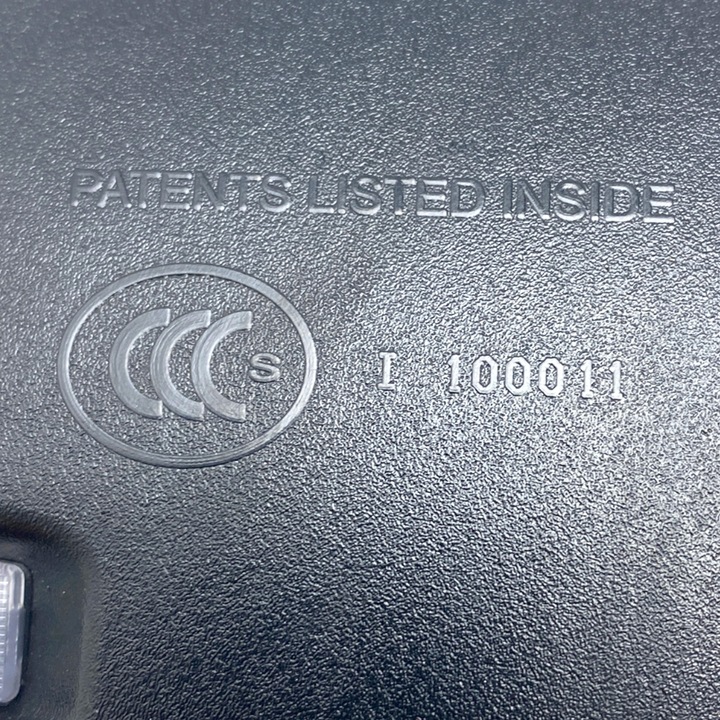 PATENTS LISTED INSIDE
CCC S
I 100011